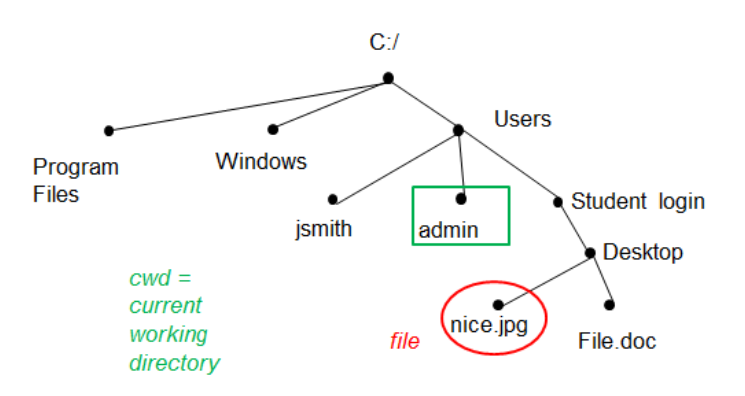 C:/
Users
Program
Files
Windows
Student login
jsmith
admin
Desktop
cwd =
current
working
directory
nice.jpg
file
File.doc